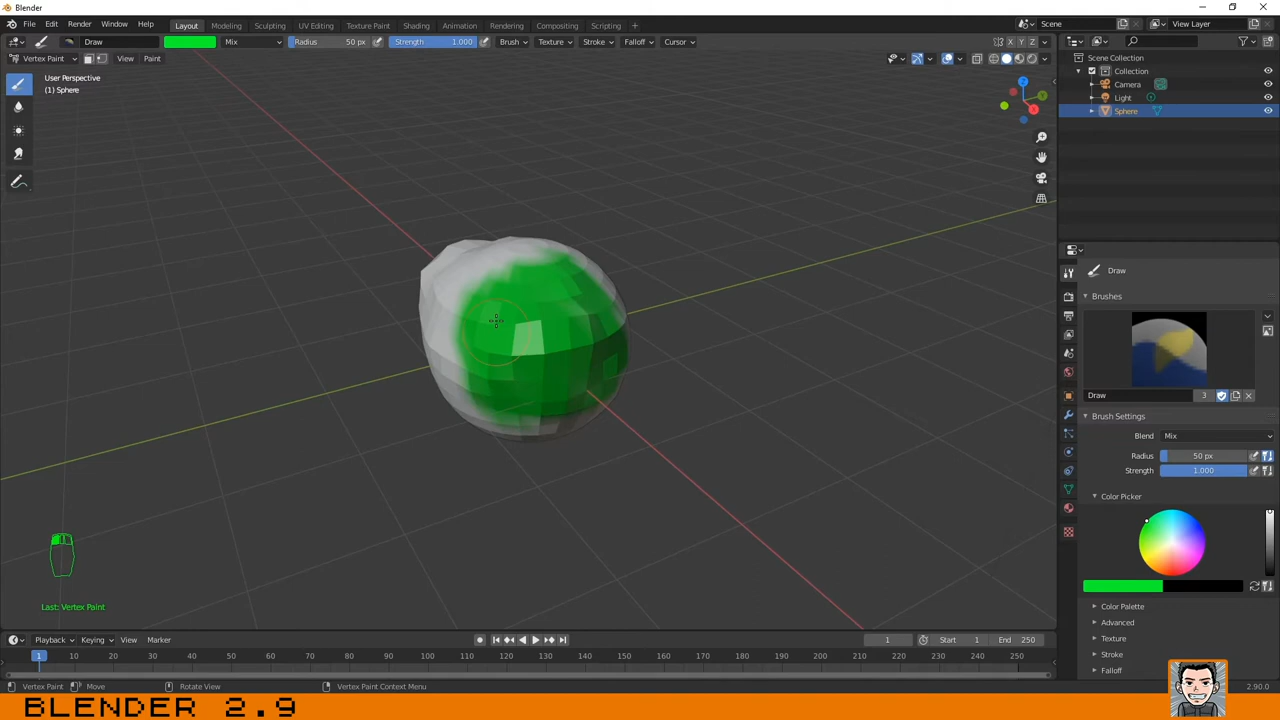 Blender
File Edit Render Window Help Layout Modeling Sculpting UV Editing Texture Paint Shading Animation Rendering Compositing Scripting + Scene View Layer
Draw Mix Radius 50 px Strength 1.000 Brush Texture Stroke Falloff Cursor X Y Z
Vertex Paint View Paint
User Perspective
(1) Sphere
Scene Collection
Collection
Camera
Light
Sphere
X
Y
Z
Draw
Brushes
Draw 3
Brush Settings
Blend Mix
Radius 50 px
Strength 1.000
Color Picker
Color Palette
Advanced
Texture
Stroke
Falloff
Last: Vertex Paint
Playback Keying View Marker 1 Start 1 End 250
1 10 20 30 40 50 60 70 80 90 100 110 120 130 140 150 160 170 180 190 200 210 220 230 240 250
Vertex Paint Move Rotate View Vertex Paint Context Menu 2.90.0
BLENDER 2.9